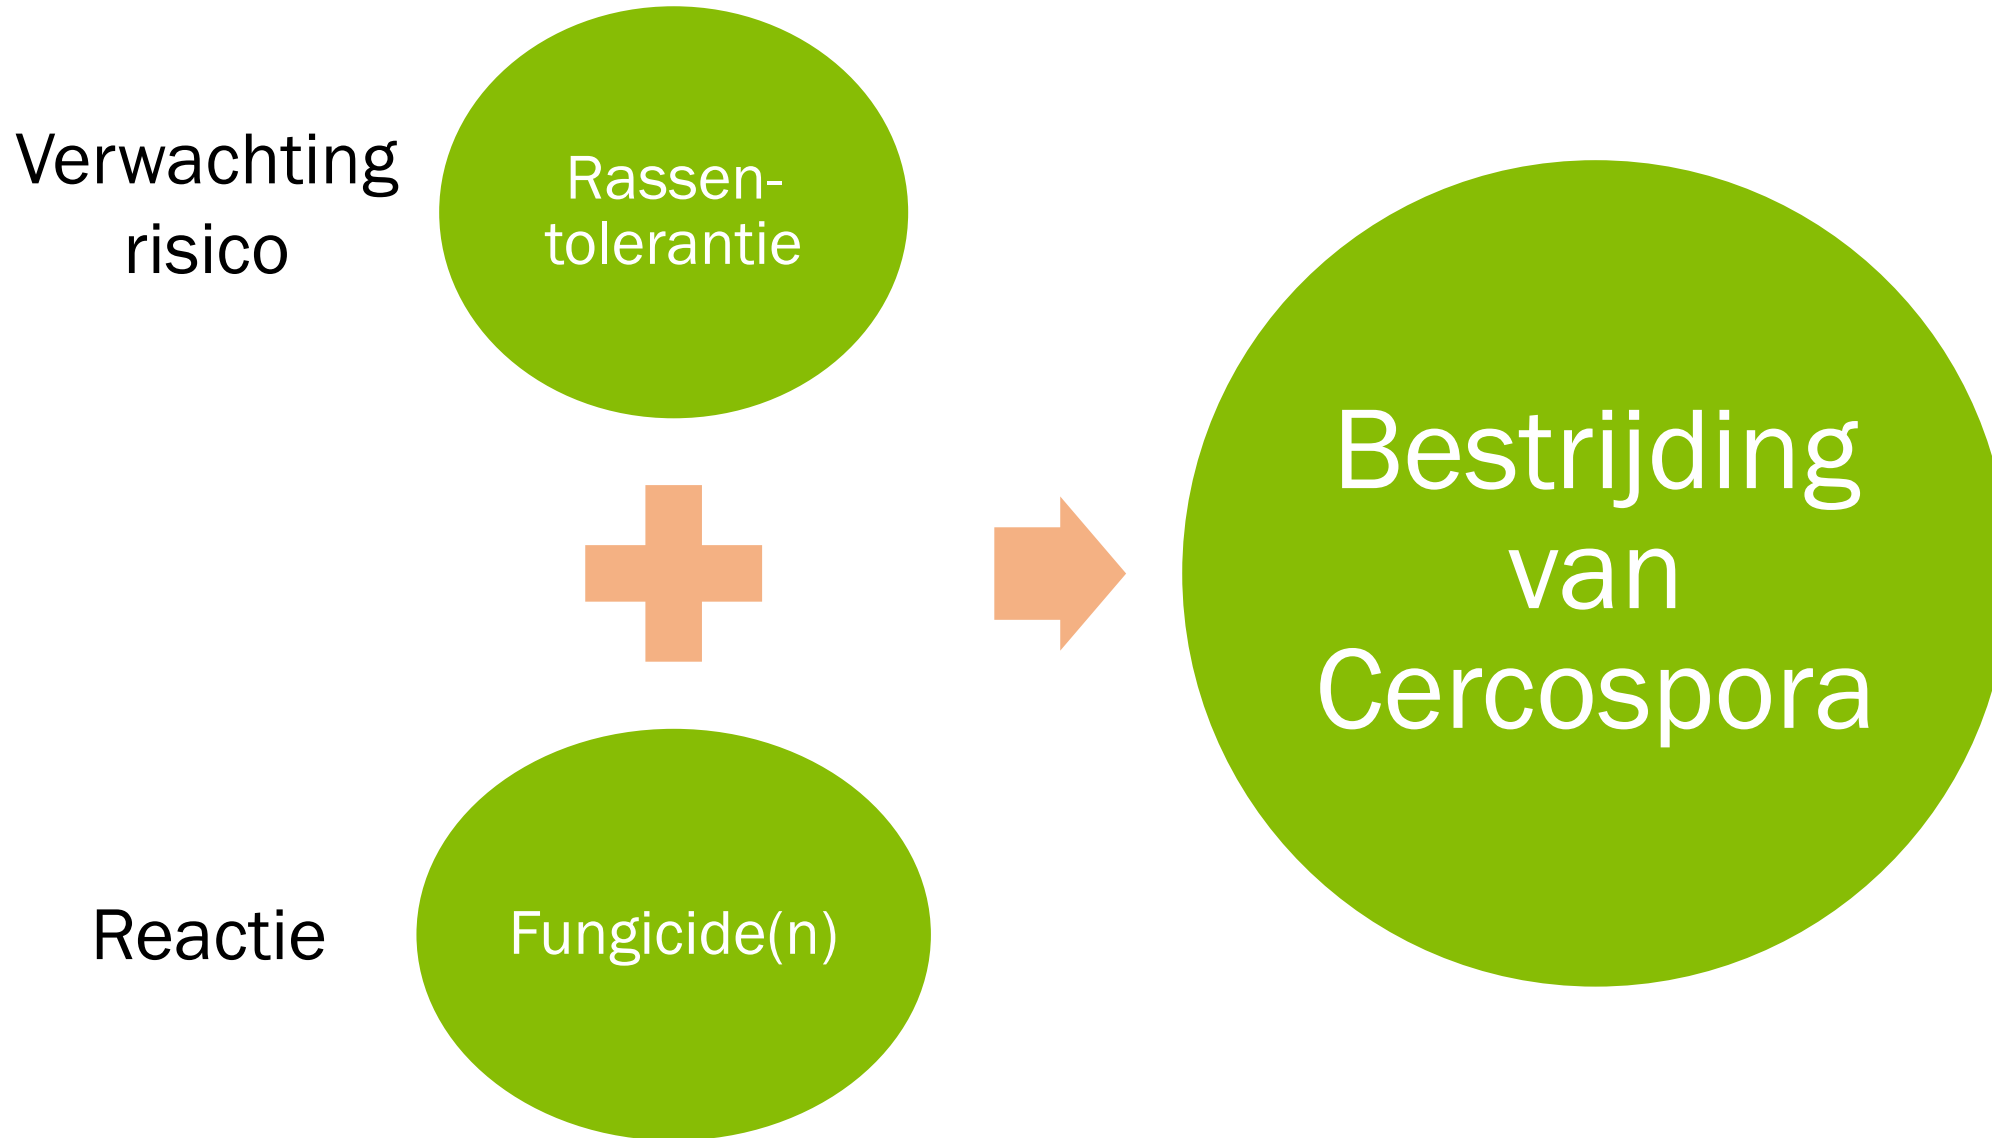 Verwachting
risico
Rassen-
tolerantie
Bestrijding
van
Cercospora
Reactie
Fungicide(n)